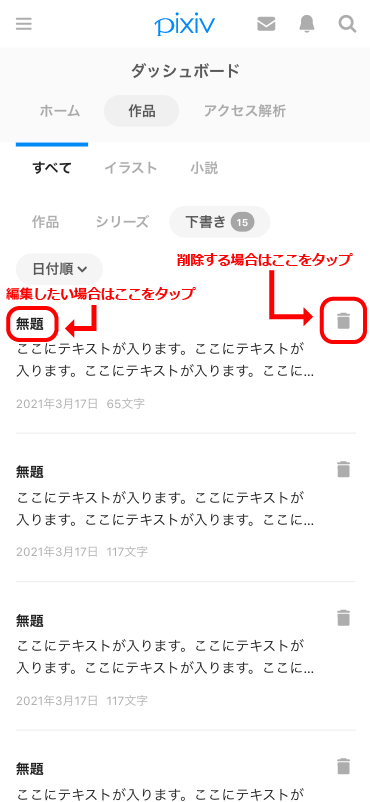 pixiv
ダッシュボード
ホーム 作品 アクセス解析
すべて イラスト 小説
作品 シリーズ 下書き 15
日付順
削除する場合はここをタップ
編集したい場合はここをタップ
無題
ここにテキストが入ります。ここにテキストが
入ります。ここにテキストが入ります。ここに...
2021年3月17日 65文字
無題
ここにテキストが入ります。ここにテキストが
入ります。ここにテキストが入ります。ここに...
2021年3月17日 117文字
無題
ここにテキストが入ります。ここにテキストが
入ります。ここにテキストが入ります。ここに...
2021年3月17日 117文字
無題
ここにテキストが入ります。ここにテキストが